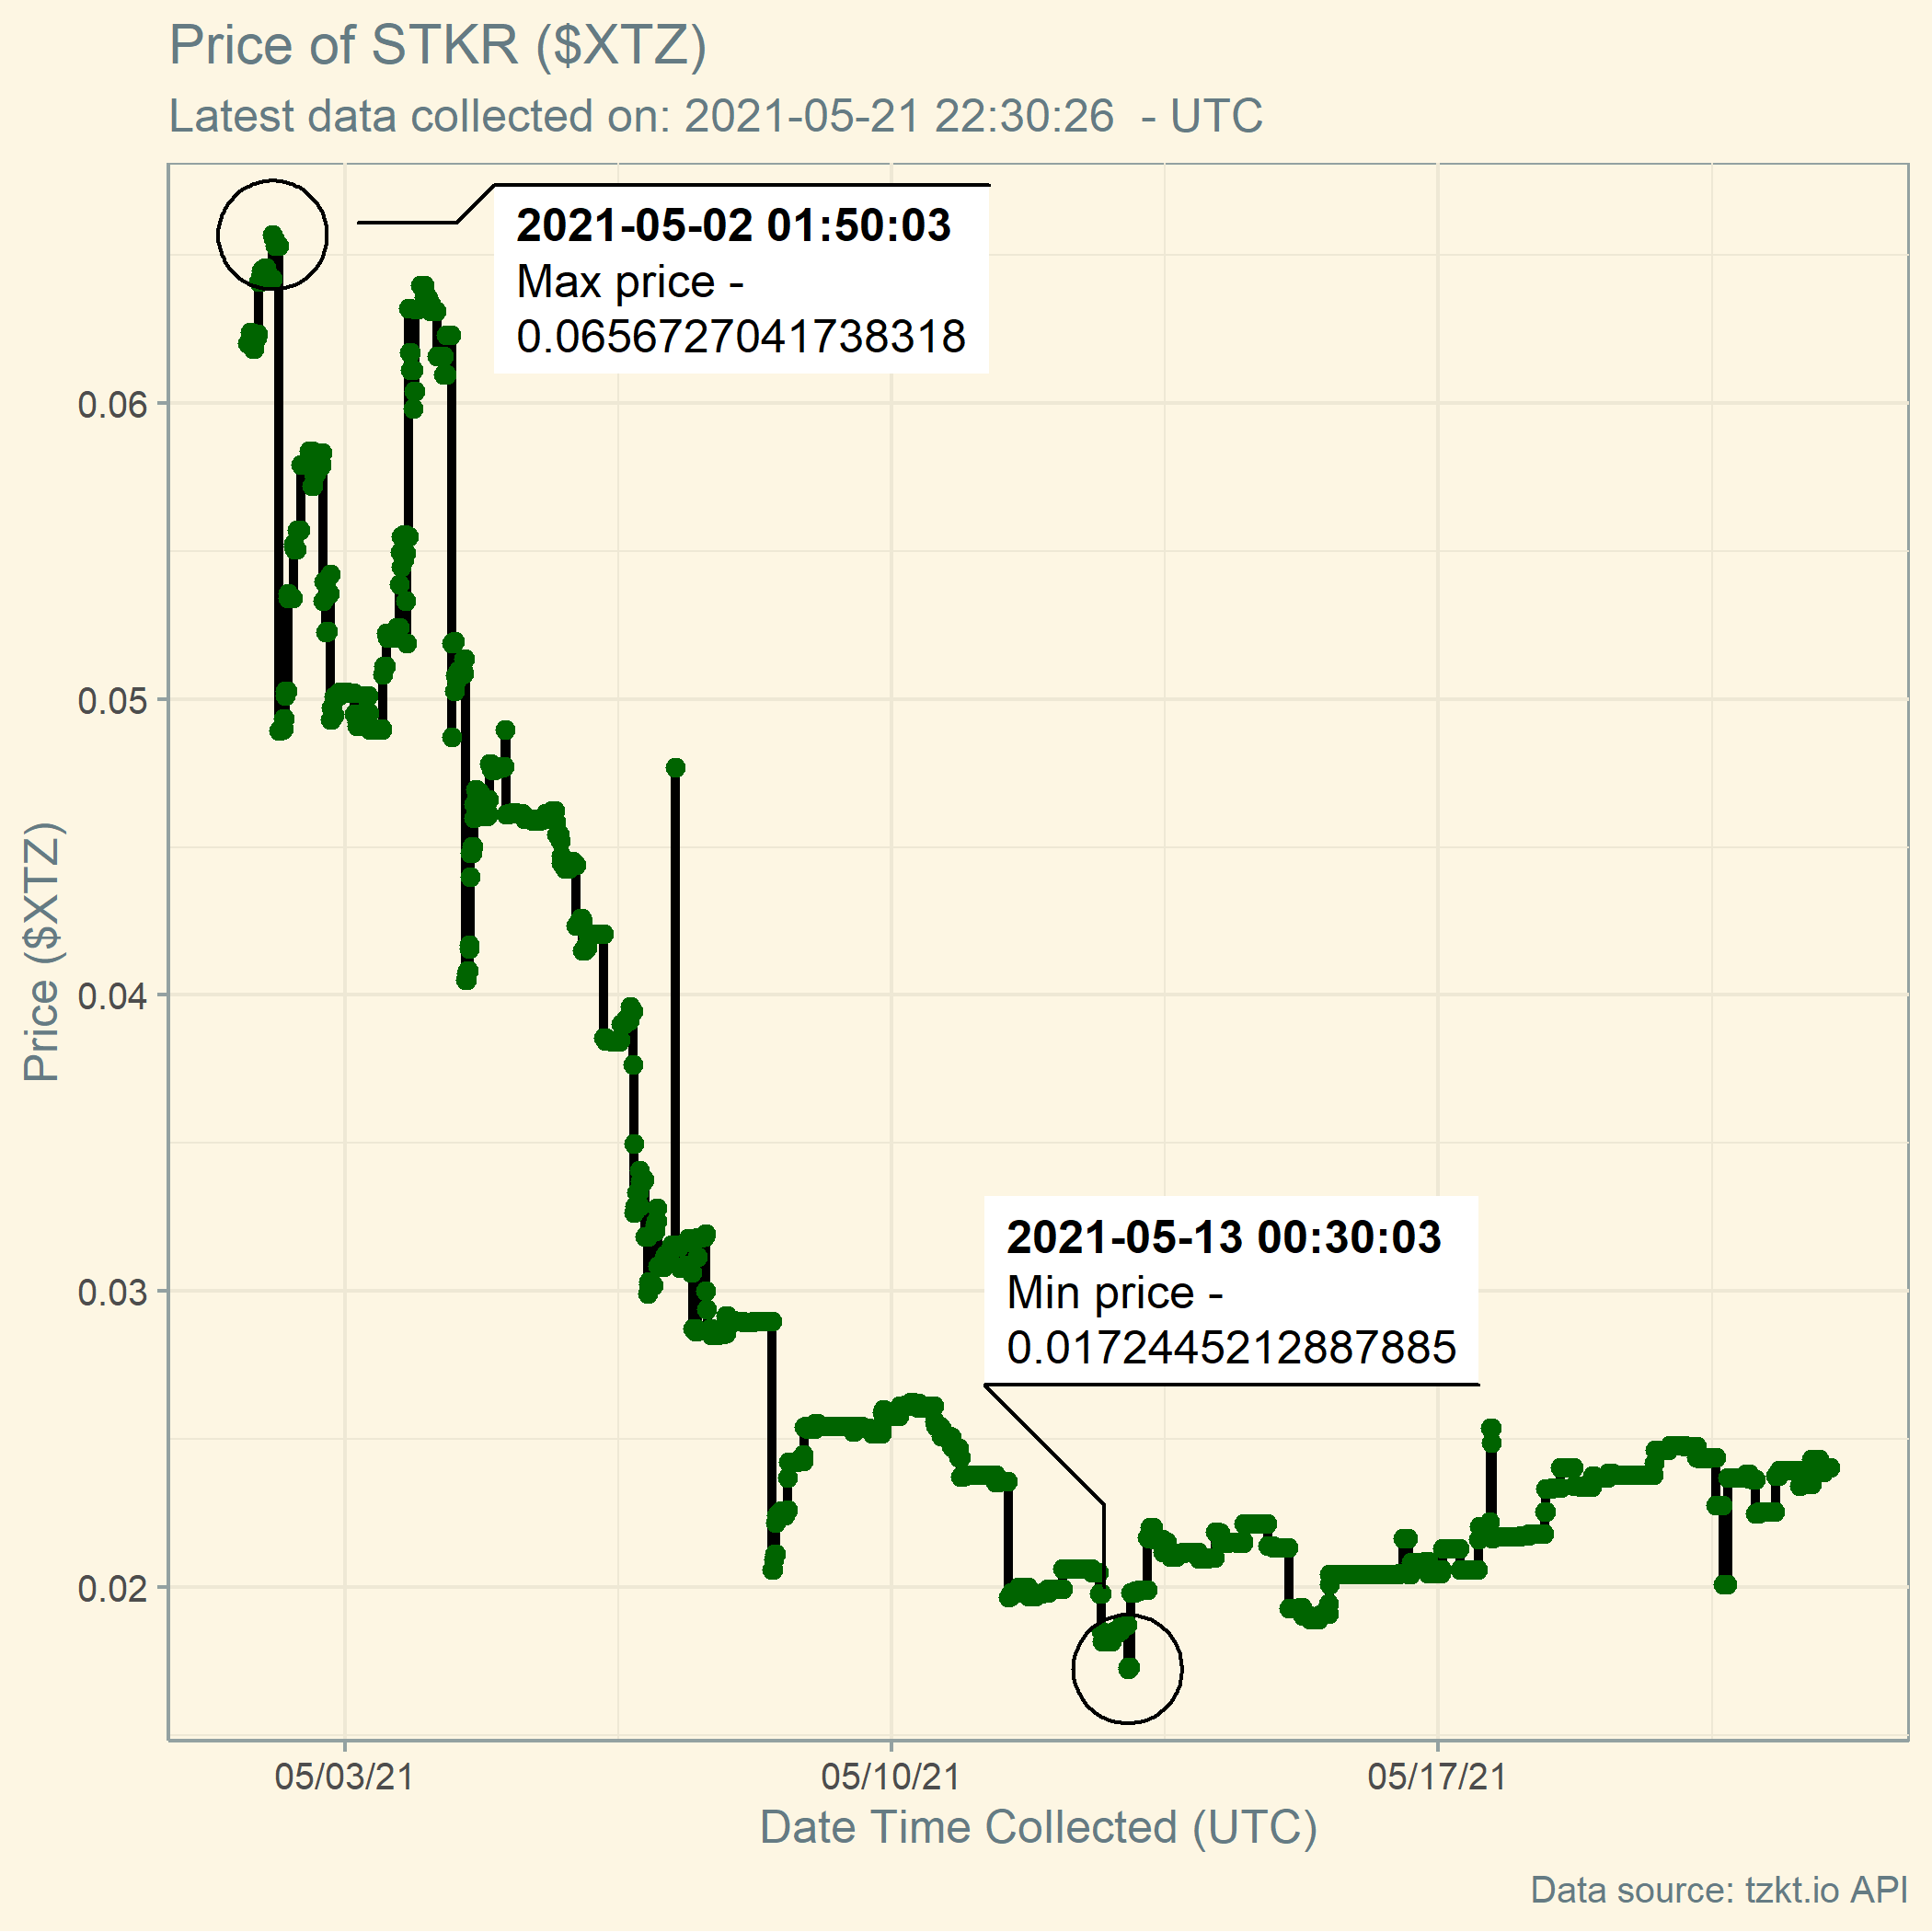 Price of STKR ($XTZ)
Latest data collected on: 2021-05-21 22:30:26  - UTC
2021-05-02 01:50:03
Max price -
0.0656727041738318
0.06
0.05
0.04
0.03
0.02
Price ($XTZ)
2021-05-13 00:30:03
Min price -
0.0172445212887885
05/03/21
05/10/21
05/17/21
Date Time Collected (UTC)
Data source: tzkt.io API